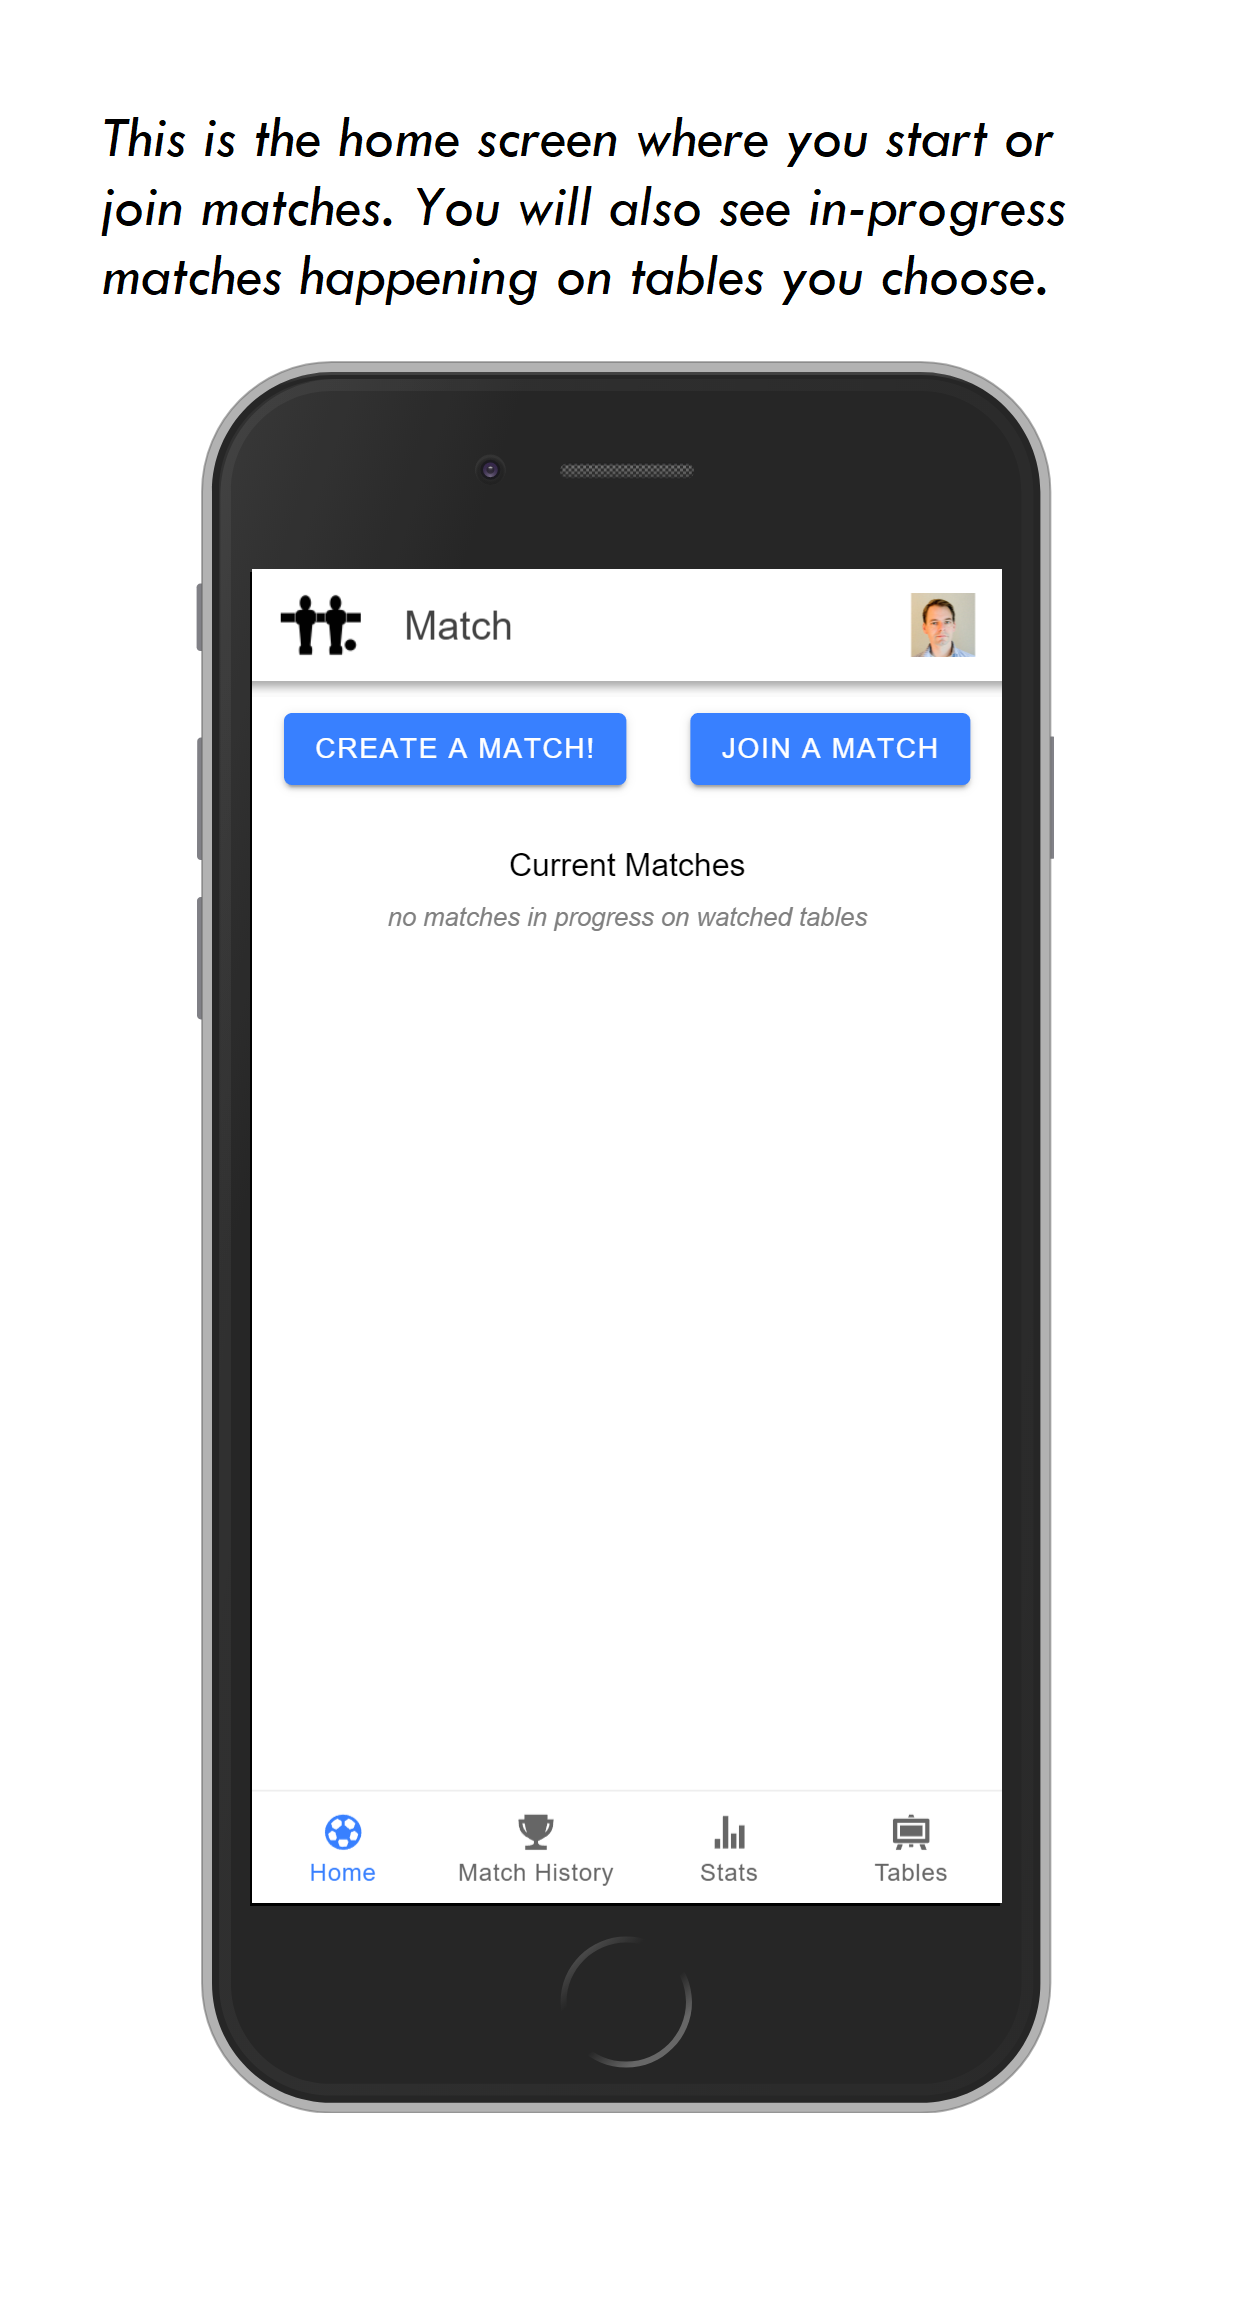 This is the home screen where you start or
join matches. You will also see in-progress
matches happening on tables you choose.
Match
CREATE A MATCH!
JOIN A MATCH
Current Matches
no matches in progress on watched tables
Home
Match History
Stats
Tables